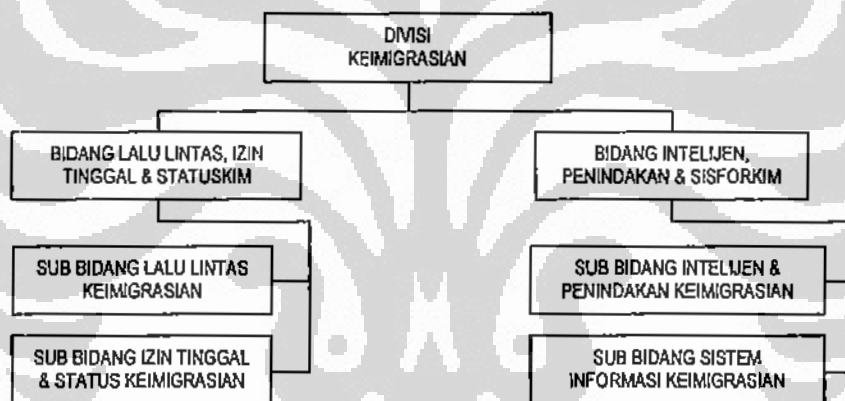 DIVISI
KEIMIGRASIAN
BIDANG LALU LINTAS, IZIN
TINGGAL & STATUSKIM
BIDANG INTELIJEN,
PENINDAKAN & SISFORKIM
SUB BIDANG LALU LINTAS
KEIMIGRASIAN
SUB BIDANG INTELIJEN &
PENINDAKAN KEIMIGRASIAN
SUB BIDANG IZIN TINGGAL
& STATUS KEIMIGRASIAN
SUB BIDANG SISTEM
INFORMASI KEIMIGRASIAN